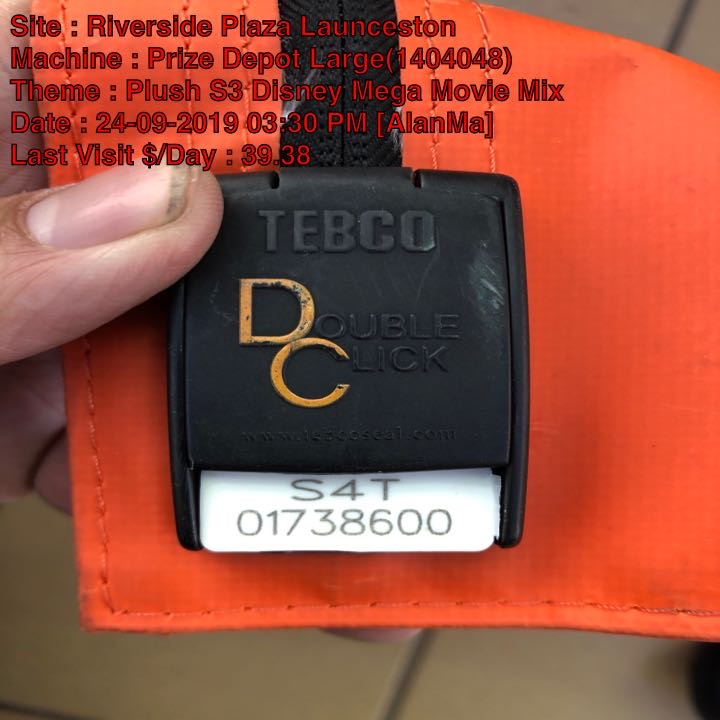 Site : Riverside Plaza Launceston
Machine : Prize Depot Large(1404048)
Theme : Plush S3 Disney Mega Movie Mix
Date : 24-09-2019 03:30 PM [AlanMa]
Last Visit $/Day : 39.38
TEBCO
DOUBLE
CLICK
www.tebcoseal.com
S4T
01738600